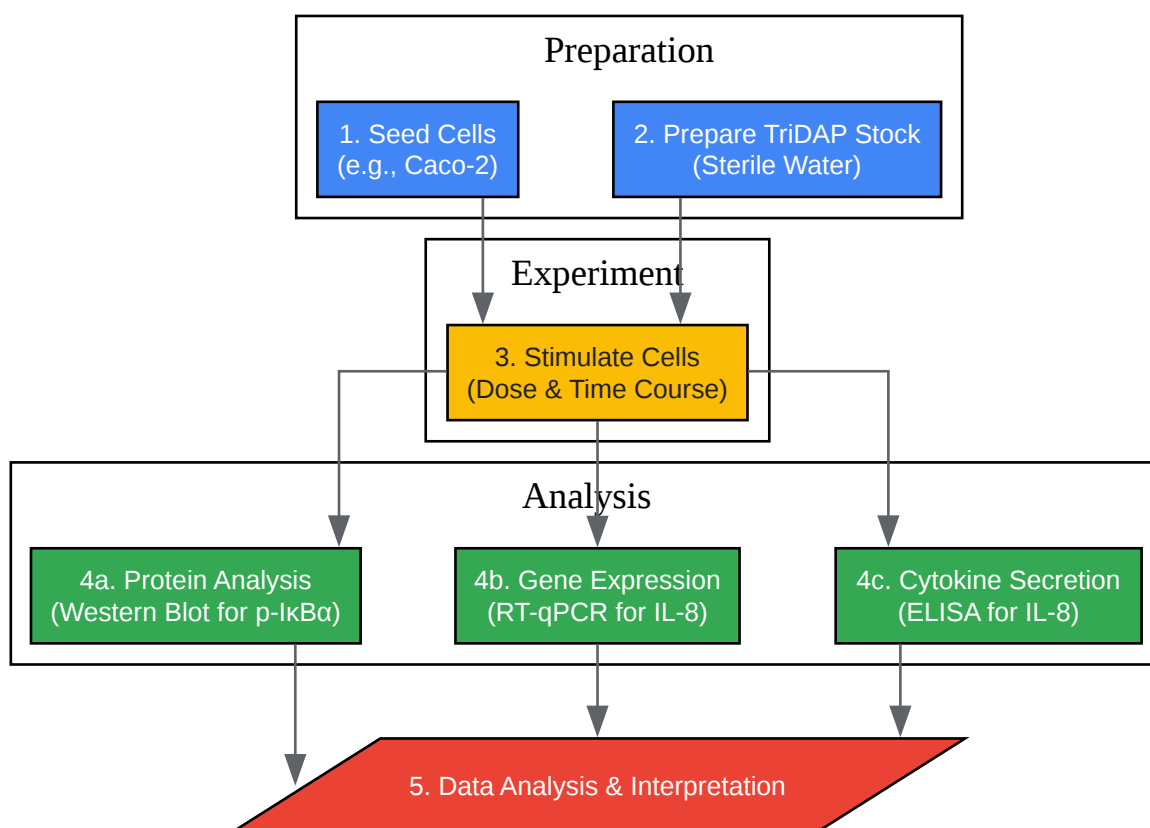 Preparation
1. Seed Cells
(e.g., Caco-2)
2. Prepare TriDAP Stock
(Sterile Water)
Experiment
3. Stimulate Cells
(Dose & Time Course)
Analysis
4a. Protein Analysis
(Western Blot for p-IκBα)
4b. Gene Expression
(RT-qPCR for IL-8)
4c. Cytokine Secretion
(ELISA for IL-8)
5. Data Analysis & Interpretation